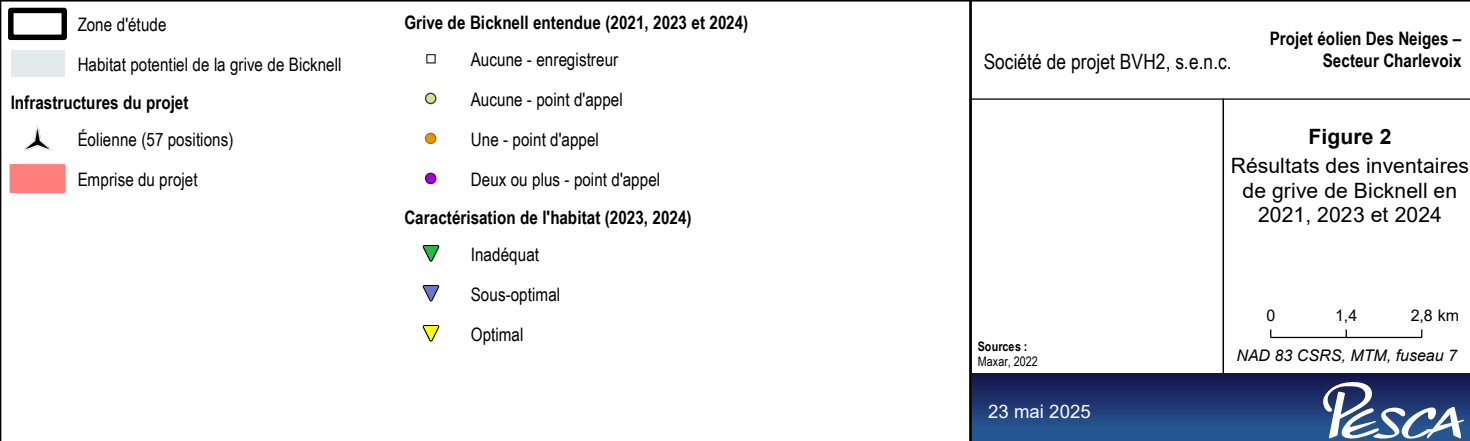 Zone d'étude
Habitat potentiel de la grive de Bicknell
Infrastructures du projet
Éolienne (57 positions)
Emprise du projet
Grive de Bicknell entendue (2021, 2023 et 2024)
Aucune - enregistreur
Aucune - point d'appel
Une - point d'appel
Deux ou plus - point d'appel
Caractérisation de l'habitat (2023, 2024)
Inadéquat
Sous-optimal
Optimal
Société de projet BVH2, s.e.n.c.
Projet éolien Des Neiges –
Secteur Charlevoix
Figure 2
Résultats des inventaires
de grive de Bicknell en
2021, 2023 et 2024
0 1,4 2,8 km
NAD 83 CSRS, MTM, fuseau 7
Sources :
Maxar, 2022
23 mai 2025
PESCA